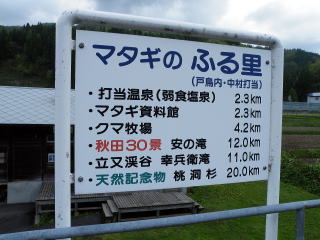 マタギの ふる里
(戸鳥内・中村打当)
・打当温泉(弱食塩泉) 2.3km
・マタギ資料館 2.3km
・クマ牧場 4.2km
・秋田30景 安の滝 12.0km
・立又渓谷 幸兵衛滝 11.0km
・天然記念物 桃洞杉 20.0km